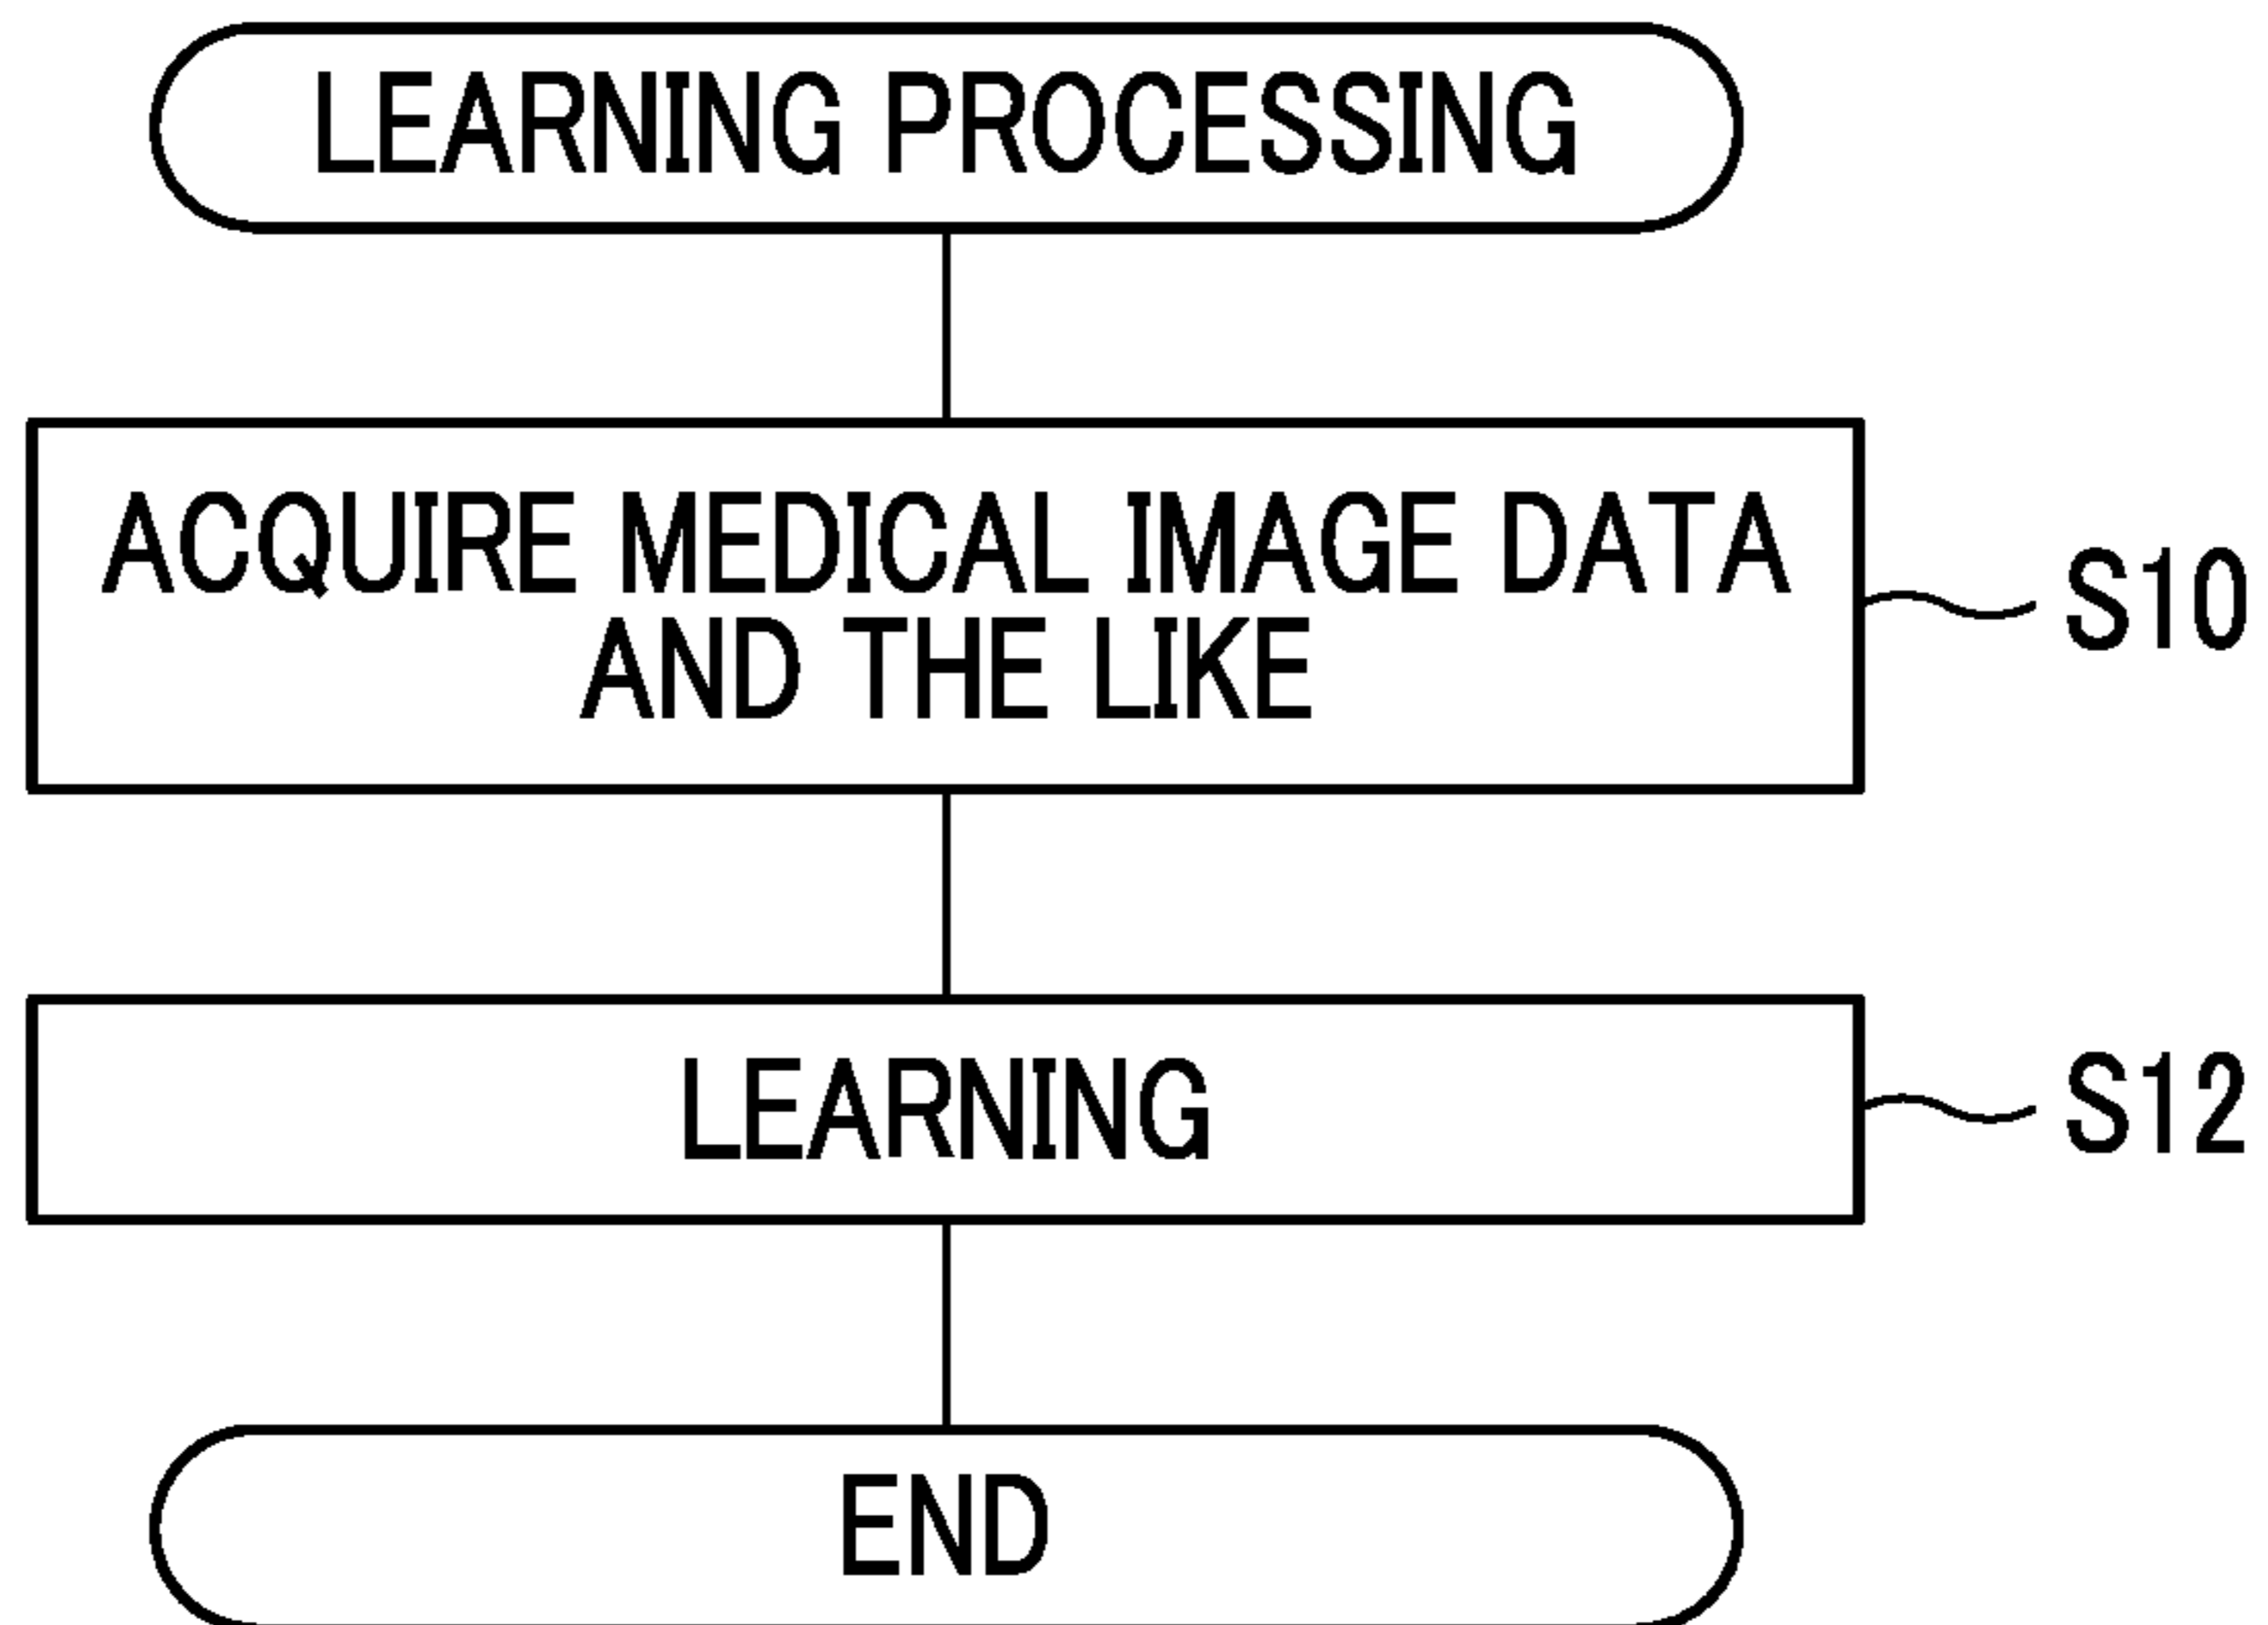 LEARNING PROCESSING
ACQUIRE MEDICAL IMAGE DATA
AND THE LIKE
S10
LEARNING
S12
END